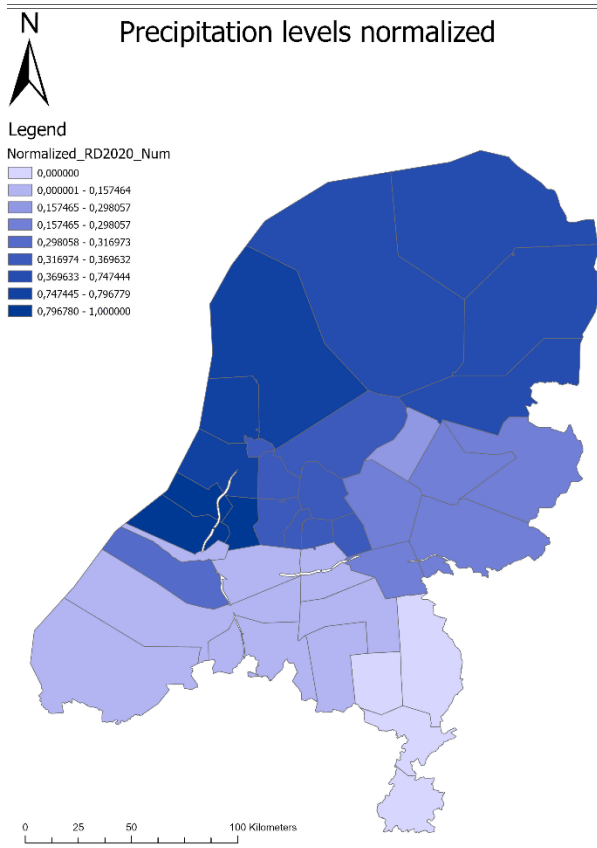 N
Precipitation levels normalized
Legend
Normalized_RD2020_Num
0,000000
0,000001 - 0,157464
0,157465 - 0,298057
0,157465 - 0,298057
0,298058 - 0,316973
0,316974 - 0,369632
0,369633 - 0,747444
0,747445 - 0,796779
0,796780 - 1,000000
0 25 50 100 Kilometers